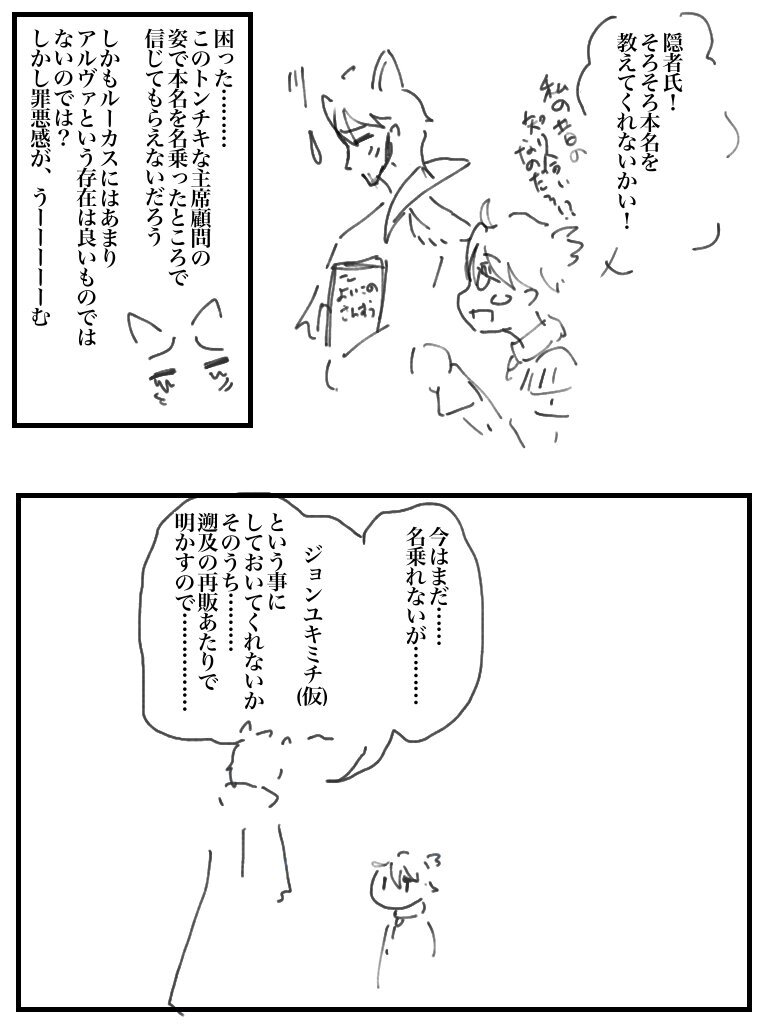 隠者氏！
そろそろ本名を
教えてくれないかい！
私の昔の
知り合い
なのだろ!?
こ
よいこの
さんすう
困った………
このトンチキな主席顧問の
姿で本名を名乗ったところで
信じてもらえないだろう
しかもルーカスにはあまり
アルヴァという存在は良いものでは
ないのでは？
しかし罪悪感が、うーーーーーむ
今はまだ……
名乗れないが………
ジョンユキミチ(仮)
という事に
しておいてくれないか
そのうち………
遡及の再販あたりで
明かすので……………